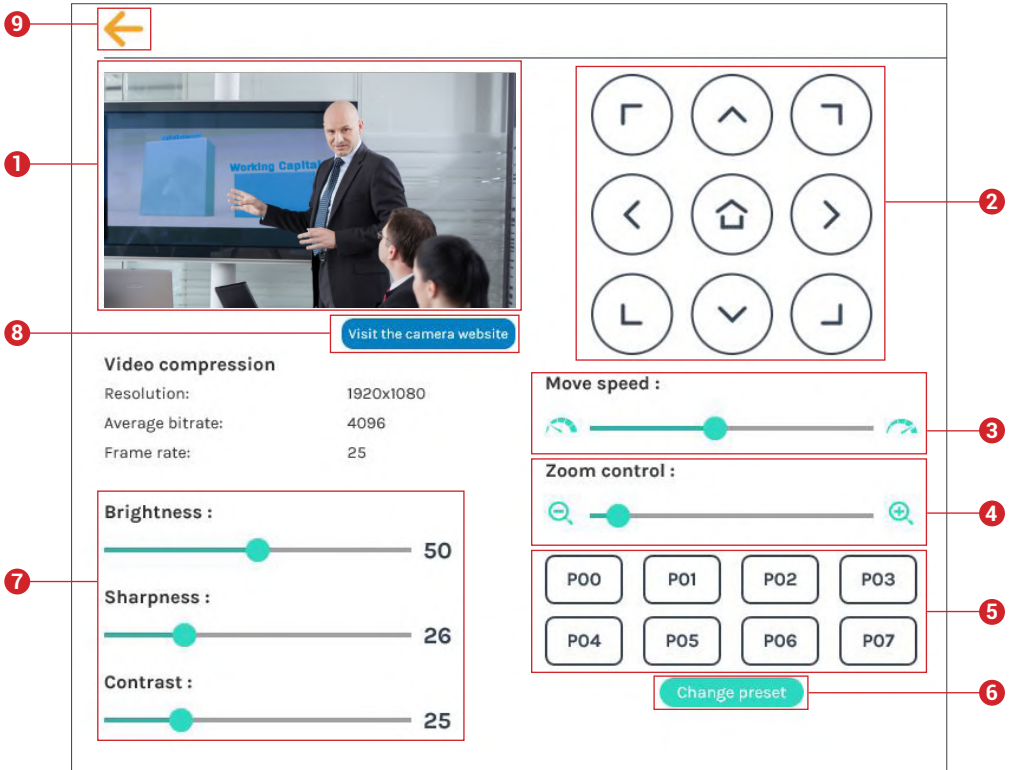 9
1
Working Capital
2
8
Visit the camera website
Video compression
Resolution: 1920x1080
Average bitrate: 4096
Frame rate: 25
Move speed :
3
Zoom control :
4
7
Brightness :
50
Sharpness :
26
Contrast :
25
P00 P01 P02 P03
5
P04 P05 P06 P07
Change preset
6